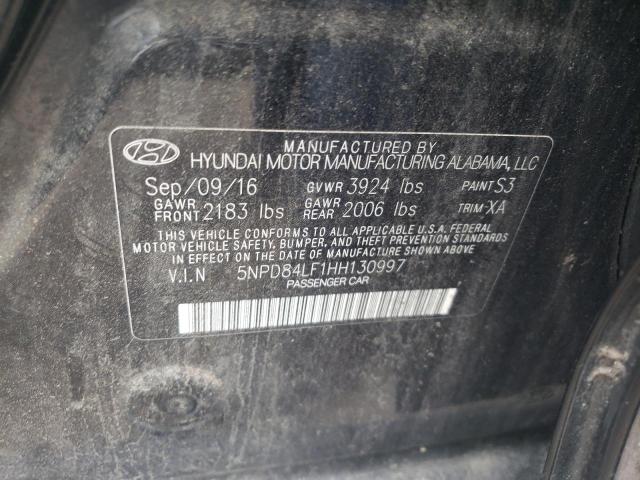 MANUFACTURED BY
HYUNDAI MOTOR MANUFACTURING ALABAMA, LLC
Sep/09/16 GVWR 3924 lbs PAINT S3
GAWR FRONT 2183 lbs GAWR REAR 2006 lbs TRIM XA
THIS VEHICLE CONFORMS TO ALL APPLICABLE U.S.A. FEDERAL
MOTOR VEHICLE SAFETY, BUMPER, AND THEFT PREVENTION
STANDARDS IN EFFECT ON THE DATE OF MANUFACTURE SHOWN ABOVE.
V.I.N 5NPD84LF1HH130997
PASSENGER CAR